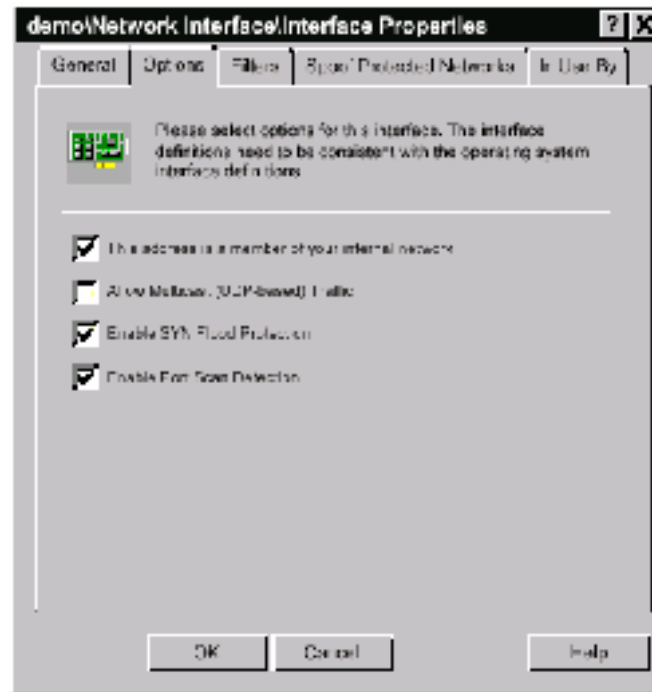 demo\Network Interface\Interface Properties
General Options Filters Spoof Protected Networks In Use By
Please select options for this interface. The interface
definitions need to be consistent with the operating system
interface definitions
This address is a member of your internal network
Allow Multicast (UDP-based) Traffic
Enable SYN Flood Protection
Enable Port Scan Detection
OK Cancel Help